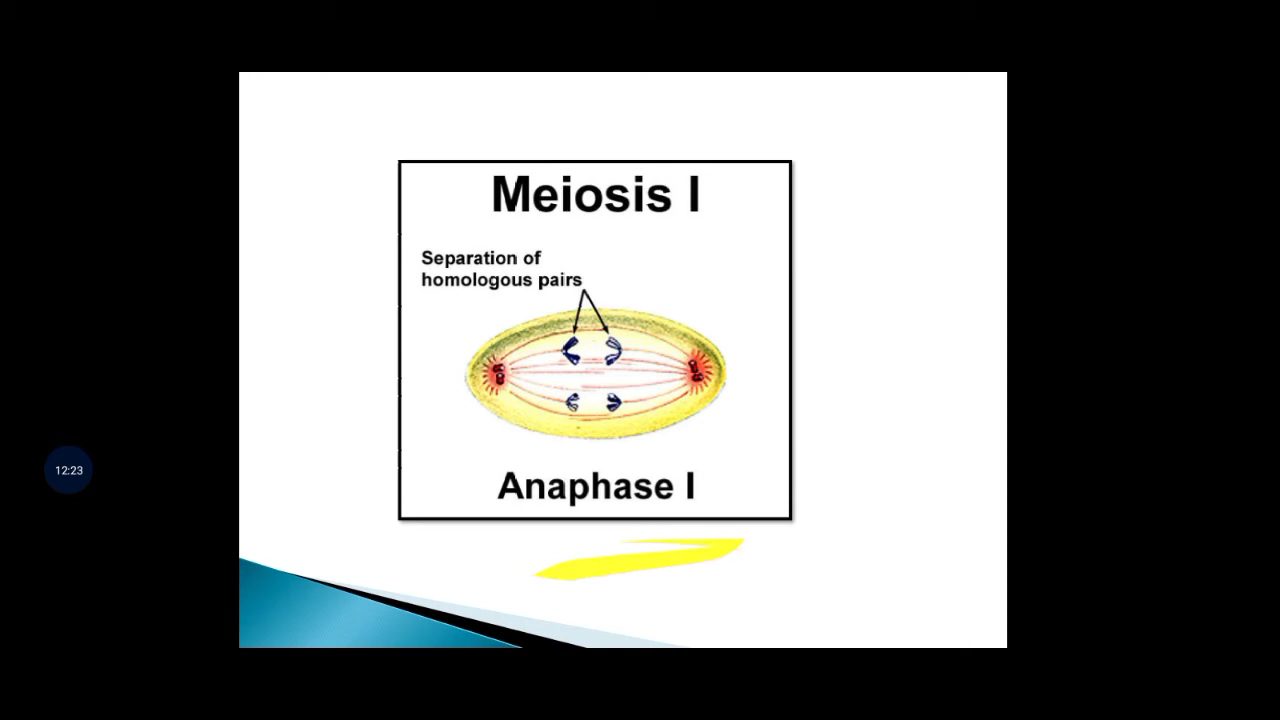 Meiosis I
Separation of
homologous pairs
Anaphase I
12:23